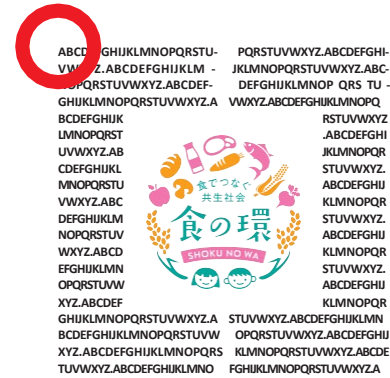 ABCDEFGHIJKLMNOPQRSTU-
VWXYZ.ABCDEFGHIJKLM -
NOPQRSTUVWXYZ.ABCDEF-
GHIJKLMNOPQRSTUVWXYZ.A
BCDEFGHIJK
LMNOPQRST
UVWXYZ.AB
CDEFGHIJKL
MNOPQRSTU
VWXYZ.ABC
DEFGHIJKLM
NOPQRSTUV
WXYZ.ABCD
EFGHIJKLMN
OPQRSTUVW
XYZ.ABCDEF
GHIJKLMNOPQRSTUVWXYZ.A
BCDEFGHIJKLMNOPQRSTUVW
XYZ.ABCDEFGHIJKLMNOPQRS
TUVWXYZ.ABCDEFGHIJKLMNO
食でつなぐ
共生社会
食の環
SHOKU NO WA
PQRSTUVWXYZ.ABCDEFGHI-
JKLMNOPQRSTUVWXYZ.ABC-
DEFGHIJKLMNOP QRS TU -
VWXYZ.ABCDEFGHIJKLMNOPQ
RSTUVWXYZ
.ABCDEFGHI
JKLMNOPQR
STUVWXYZ.
ABCDEFGHIJ
KLMNOPQR
STUVWXYZ.
ABCDEFGHIJ
KLMNOPQR
STUVWXYZ.
ABCDEFGHIJ
KLMNOPQR
STUVWXYZ.ABCDEFGHIJKLMN
OPQRSTUVWXYZ.ABCDEFGHIJ
KLMNOPQRSTUVWXYZ.ABCDE
FGHIJKLMNOPQRSTUVWXYZ.A